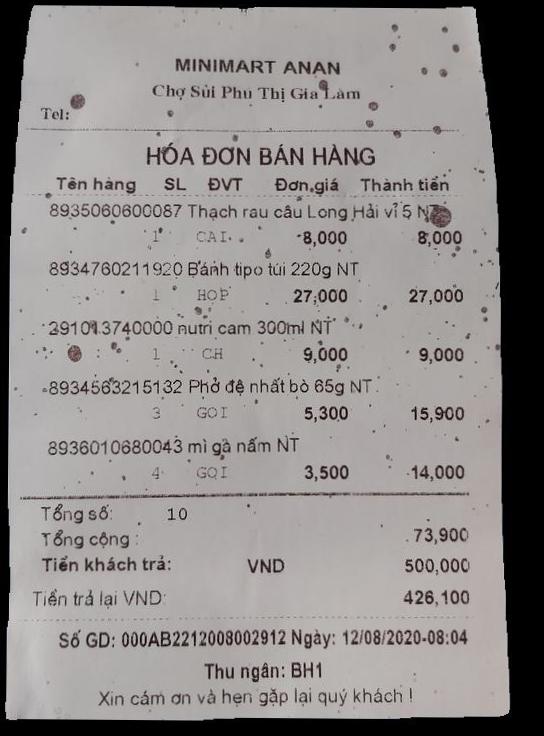 MINIMART ANAN
Chợ Sủi Phú Thị Gia Lâm
Tel:
HÓA ĐƠN BÁN HÀNG
Tên hàng SL ĐVT Đơn giá Thành tiền
8935060600087 Thạch rau câu Long Hải vỉ 5 NT
1 CAI 8,000 8,000
8934760211920 Bánh tipo túi 220g NT
1 HOP 27,000 27,000
291013740000 nutri cam 300ml NT
1 CH 9,000 9,000
8934563215132 Phở đệ nhất bò 65g NT
3 GOI 5,300 15,900
8936010680043 mì gà nấm NT
4 GOI 3,500 14,000
Tổng số: 10
Tổng cộng : 73,900
Tiền khách trả: VND 500,000
Tiền trả lại VND: 426,100
Số GD: 000AB2212008002912 Ngày: 12/08/2020-08:04
Thu ngân: BH1
Xin cám ơn và hẹn gặp lại quý khách !